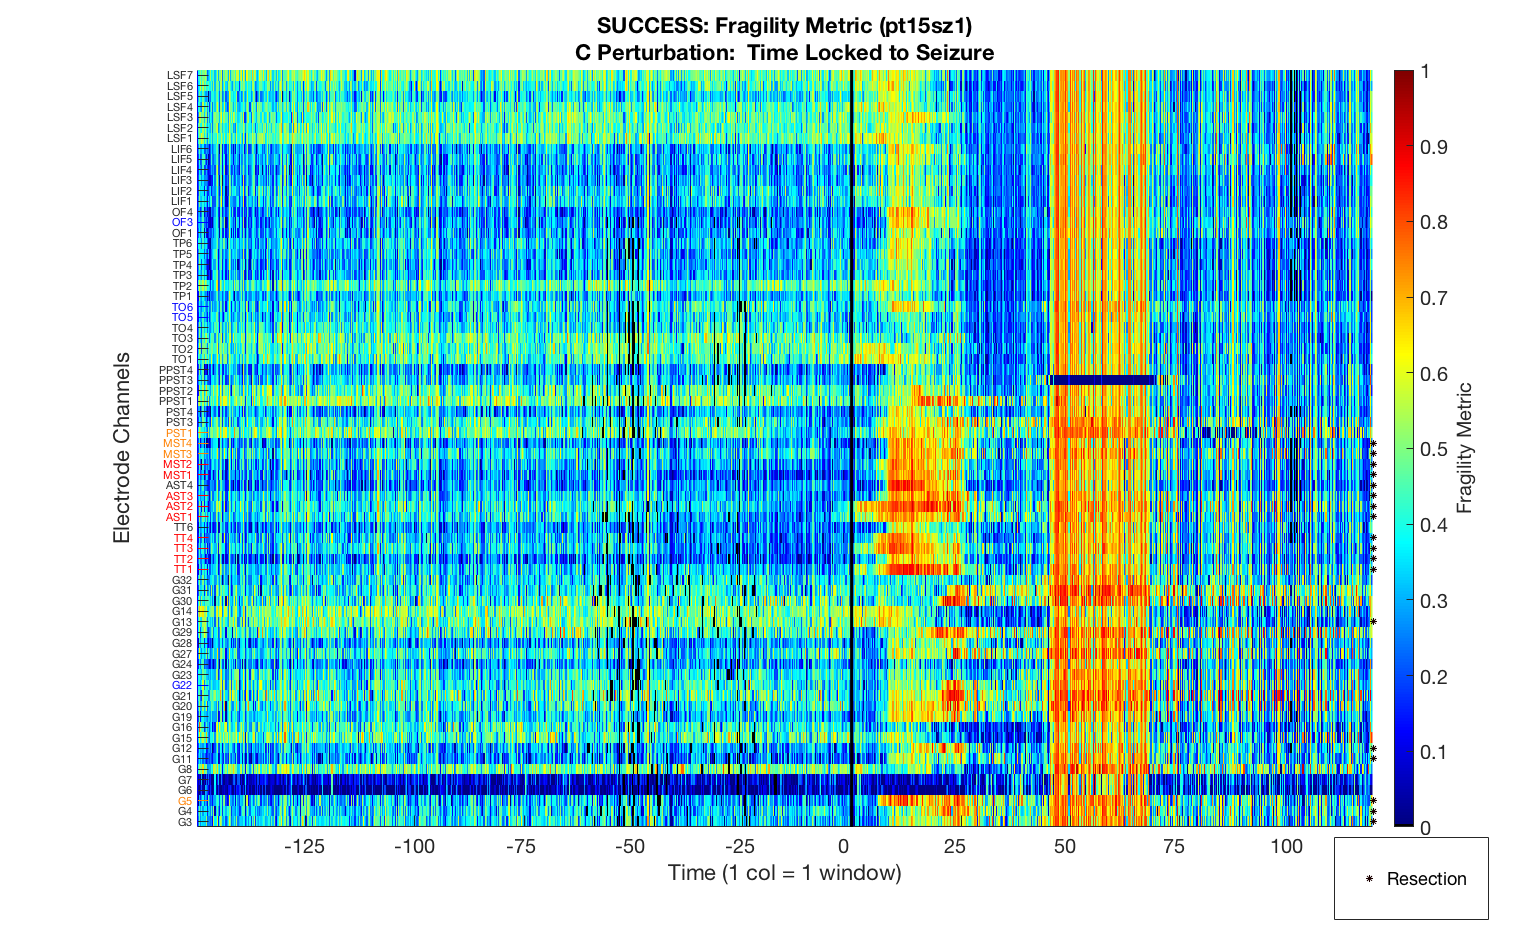 SUCCESS: Fragility Metric (pt15sz1)
C Perturbation:  Time Locked to Seizure
Electrode Channels
LSF7
LSF6
LSF5
LSF4
LSF3
LSF2
LSF1
LIF6
LIF5
LIF4
LIF3
LIF2
LIF1
OF4
OF3
OF1
TP6
TP5
TP4
TP3
TP2
TP1
TO6
TO5
TO4
TO3
TO2
TO1
PPST4
PPST3
PPST2
PPST1
PST4
PST3
PST1
MST4
MST3
MST2
MST1
AST4
AST3
AST2
AST1
TT6
TT4
TT3
TT2
TT1
G32
G31
G30
G14
G13
G29
G28
G27
G24
G23
G22
G21
G20
G19
G16
G15
G12
G11
G8
G7
G6
G5
G4
G3
-125 -100 -75 -50 -25 0 25 50 75 100
Time (1 col = 1 window)
1
0.9
0.8
0.7
0.6
0.5
0.4
0.3
0.2
0.1
0
Fragility Metric
* Resection